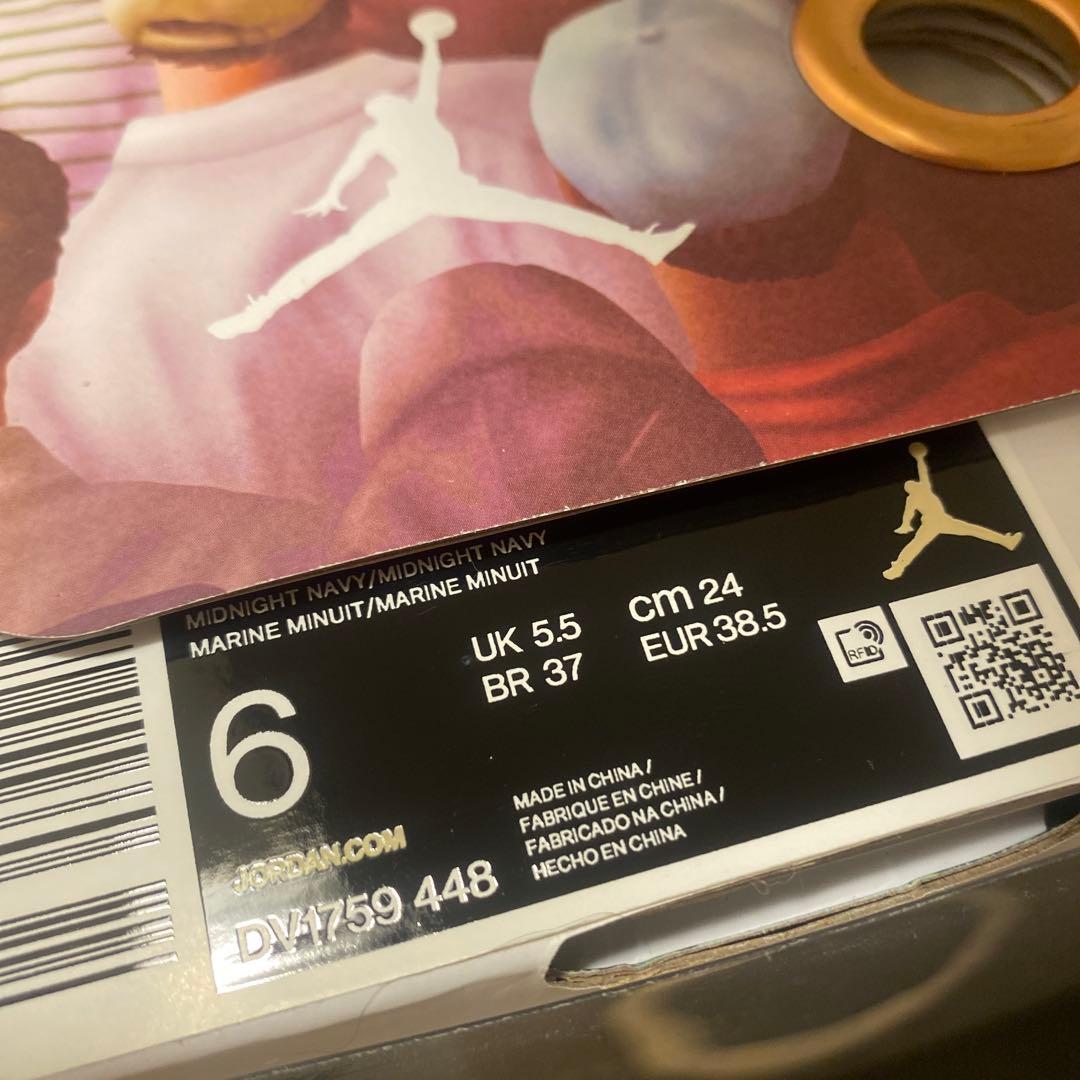 MIDNIGHT NAVY/MIDNIGHT NAVY
MARINE MINUIT/MARINE MINUIT
UK 5.5
BR 37
cm 24
EUR 38.5
RFID
6
MADE IN CHINA /
FABRIQUE EN CHINE /
FABRICADO NA CHINA /
HECHO EN CHINA
JORDAN.COM
DV1759 448